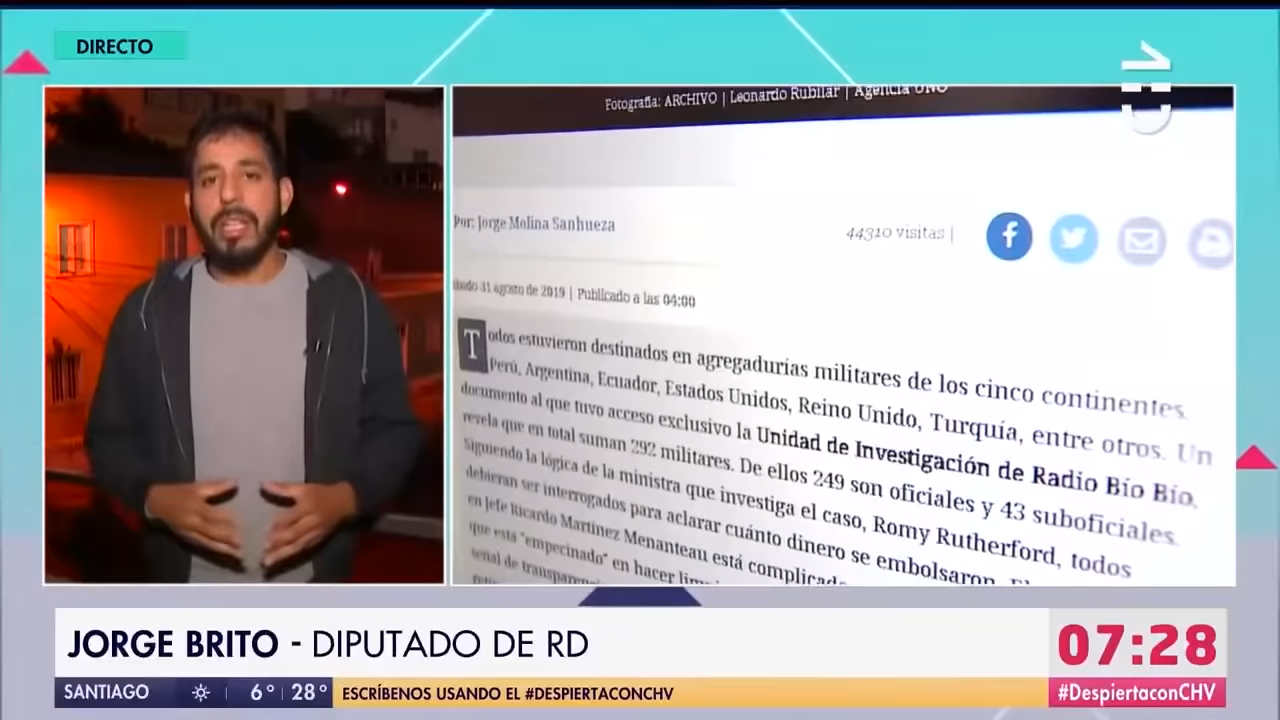 DIRECTO
Fotografía: ARCHIVO | Leonardo Rubilar | Agencia UNO
Por: Jorge Molina Sanhueza
44310 visitas |
31 agosto de 2019 | Publicado a las 04:00
Todos estuvieron destinados en agregadurías militares de los cinco continentes.
Perú, Argentina, Ecuador, Estados Unidos, Reino Unido, Turquía, entre otros. Un
documento al que tuvo acceso exclusivo la Unidad de Investigación de Radio Bío Bío,
revela que en total suman 292 militares. De ellos 249 son oficiales y 43 suboficiales.
Siguiendo la lógica de la ministra que investiga el caso, Romy Rutherford, todos
debieran ser interrogados para aclarar cuánto dinero se embolsaron. El
en jefe Ricardo Martínez Menanteau está complicado
que esta "empecinado" en hacer
señal de
JORGE BRITO - DIPUTADO DE RD
07:28
SANTIAGO 6° 28° ESCRÍBENOS USANDO EL #DESPIERTACONCHV
#DespiertaconCHV